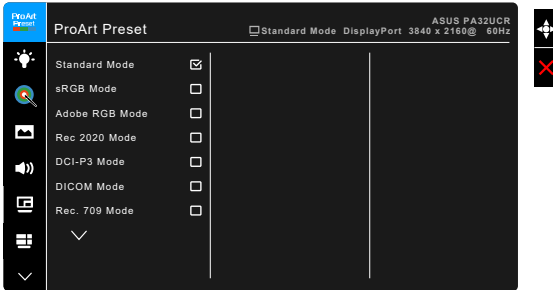 ProArt
Preset
ProArt Preset
ASUS PA32UCR
Standard Mode DisplayPort 3840 x 2160@ 60Hz
Standard Mode
sRGB Mode
Adobe RGB Mode
Rec 2020 Mode
DCI-P3 Mode
DICOM Mode
Rec. 709 Mode